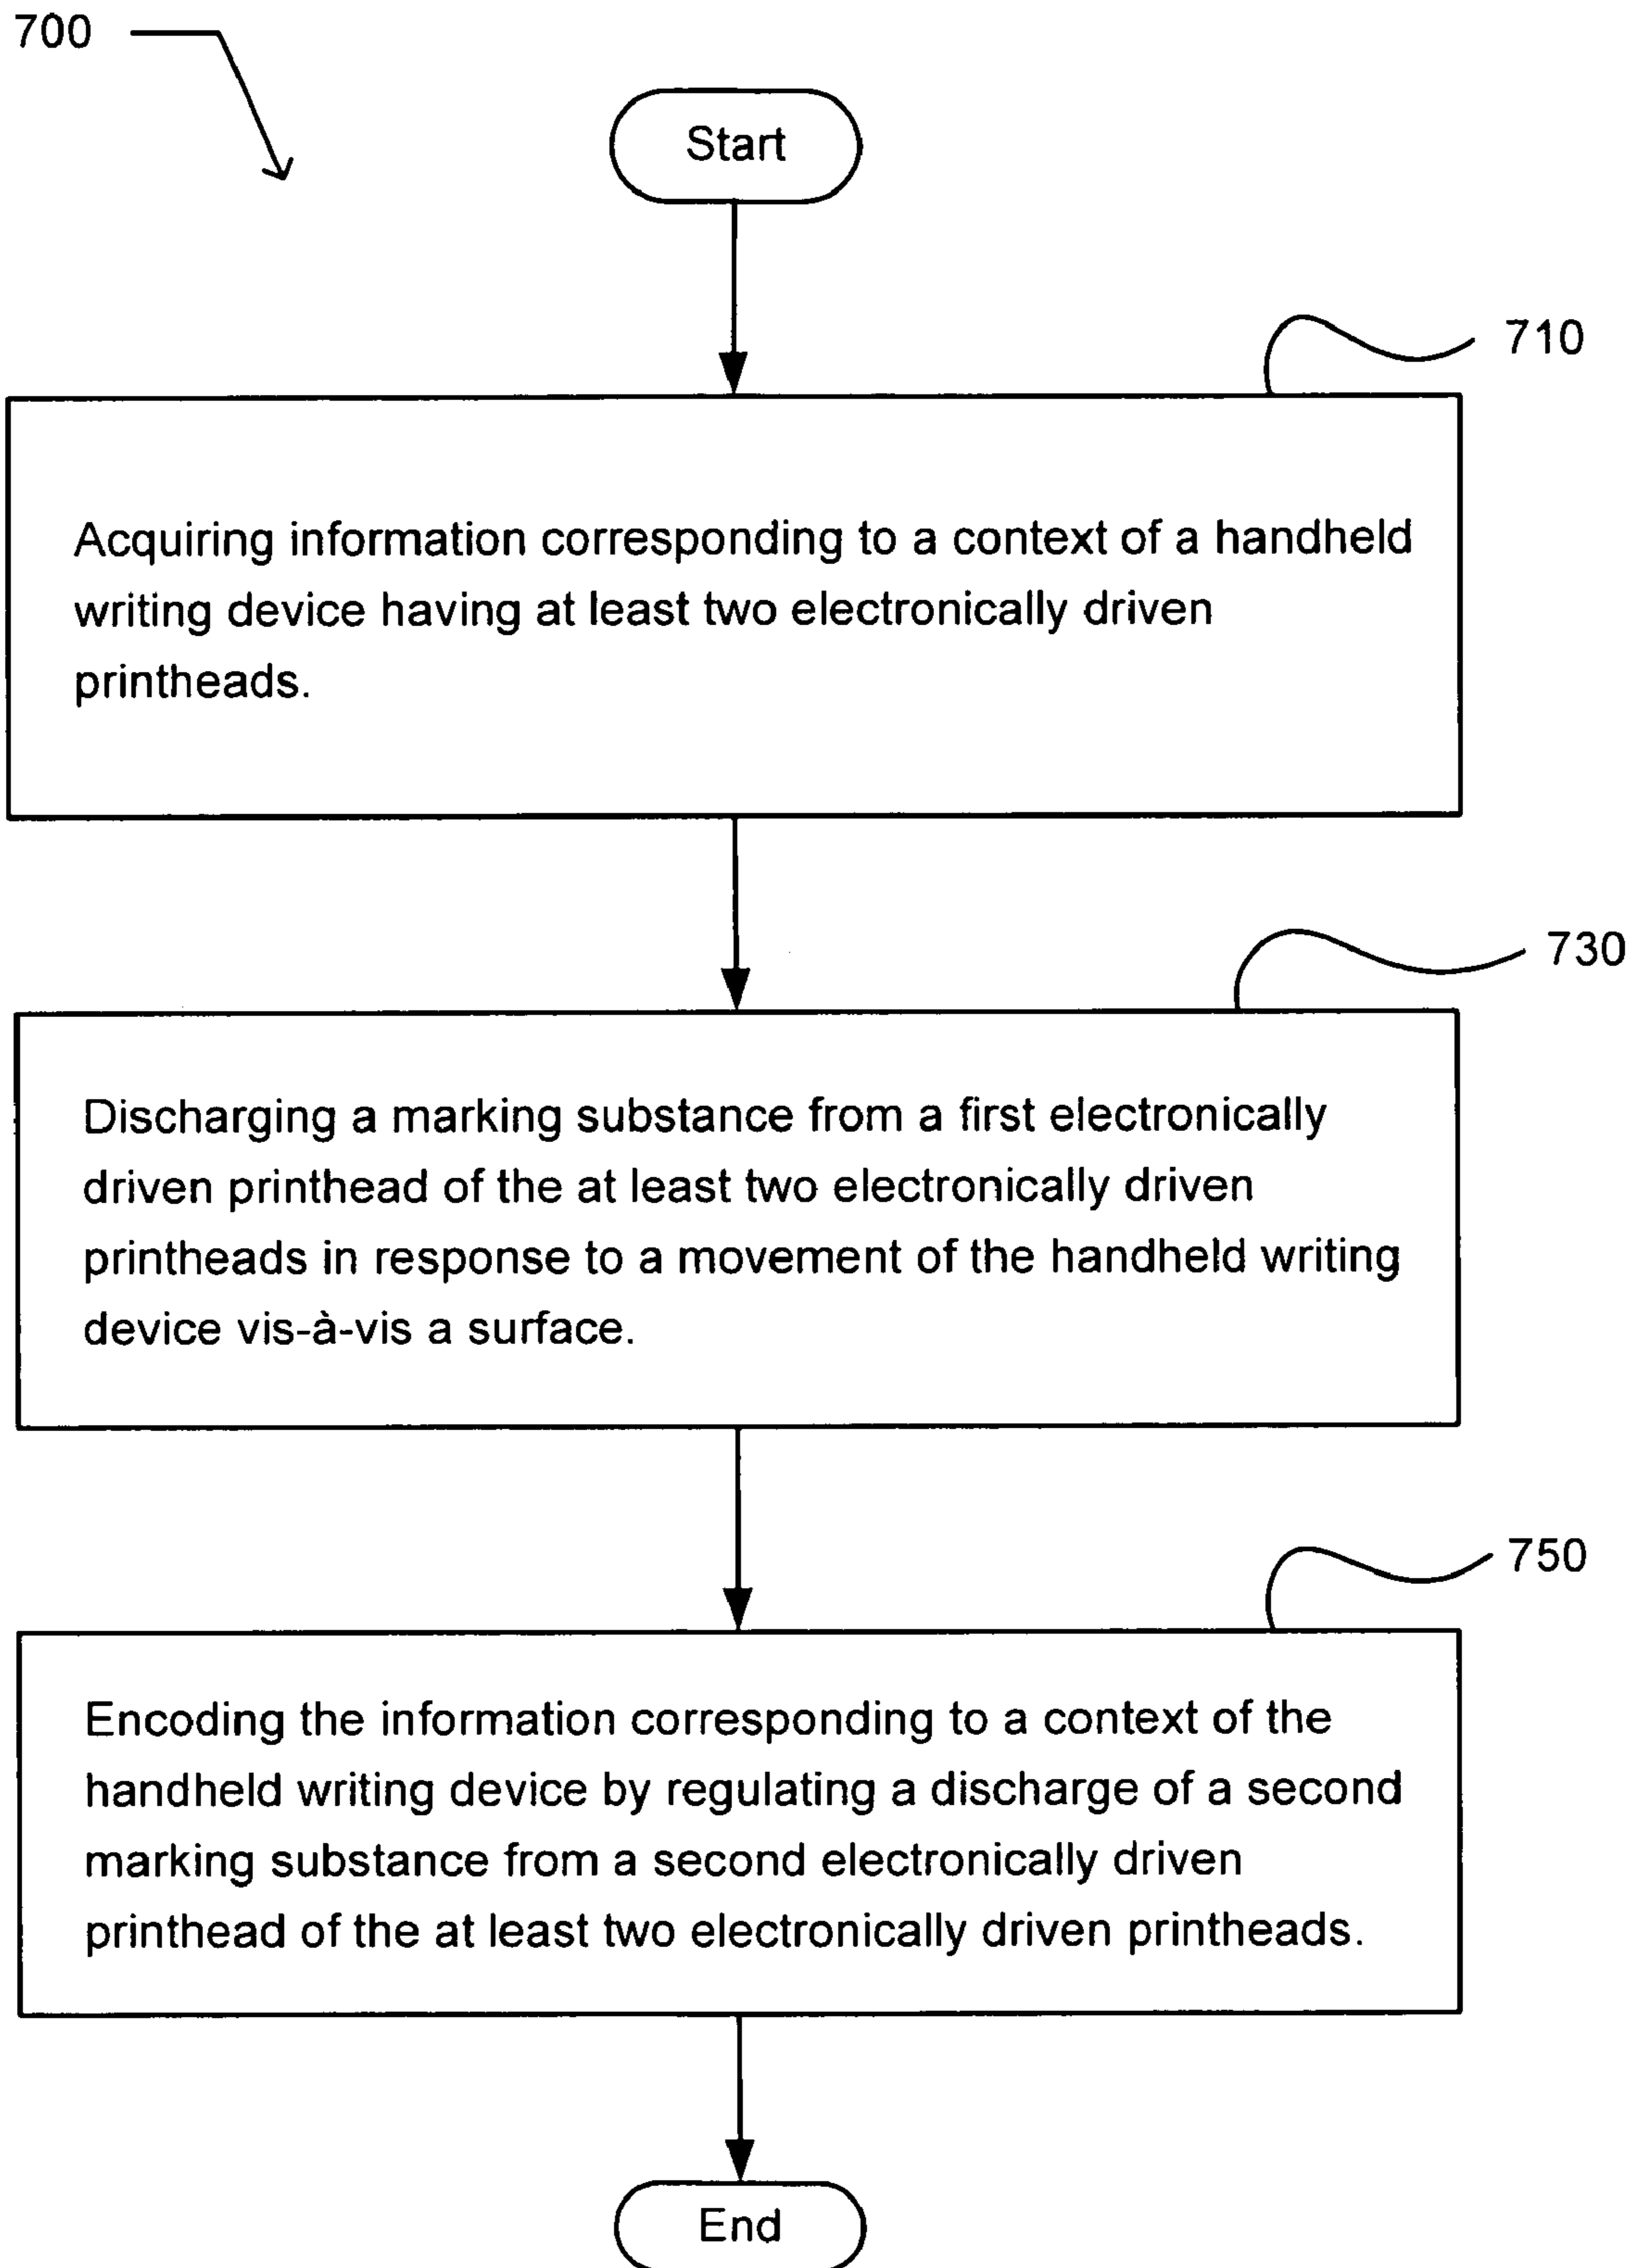 700
Start
710
Acquiring information corresponding to a context of a handheld
writing device having at least two electronically driven
printheads.
730
Discharging a marking substance from a first electronically
driven printhead of the at least two electronically driven
printheads in response to a movement of the handheld writing
device vis-à-vis a surface.
750
Encoding the information corresponding to a context of the
handheld writing device by regulating a discharge of a second
marking substance from a second electronically driven
printhead of the at least two electronically driven printheads.
End